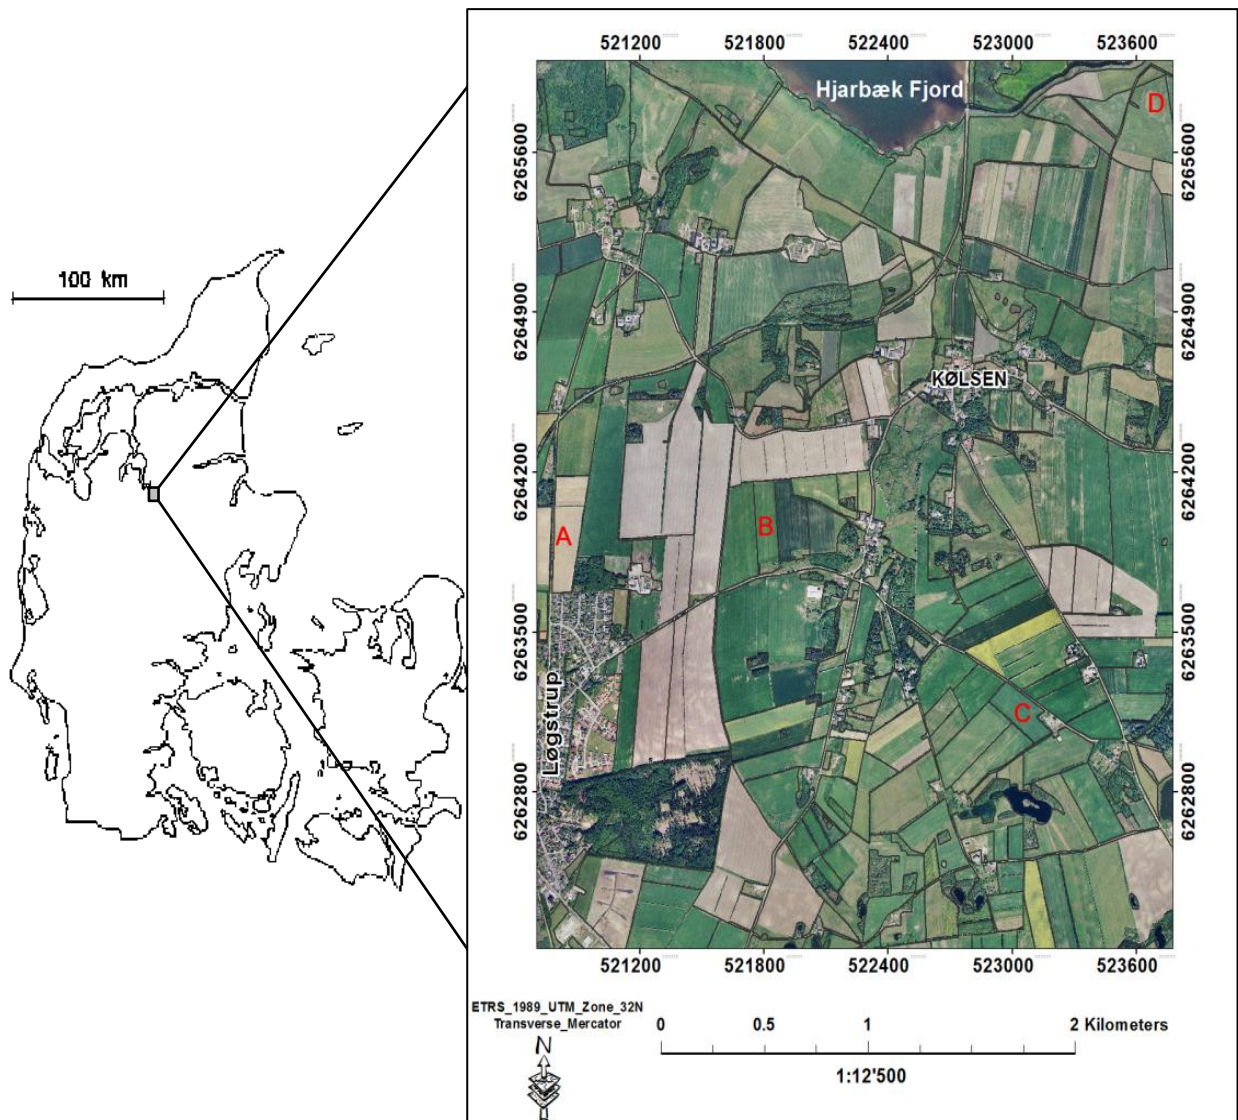 100 km
521200 521800 522400 523000 523600
Hjarbæk Fjord
D
6265600 6265600
6264900 6264900
KØLSEN
6264200 6264200
A
B
6263500 6263500
Løgstrup
C
6262800 6262800
521200 521800 522400 523000 523600
ETRS_1989_UTM_Zone_32N
Transverse_Mercator
0 0.5 1 2 Kilometers
N
1:12'500